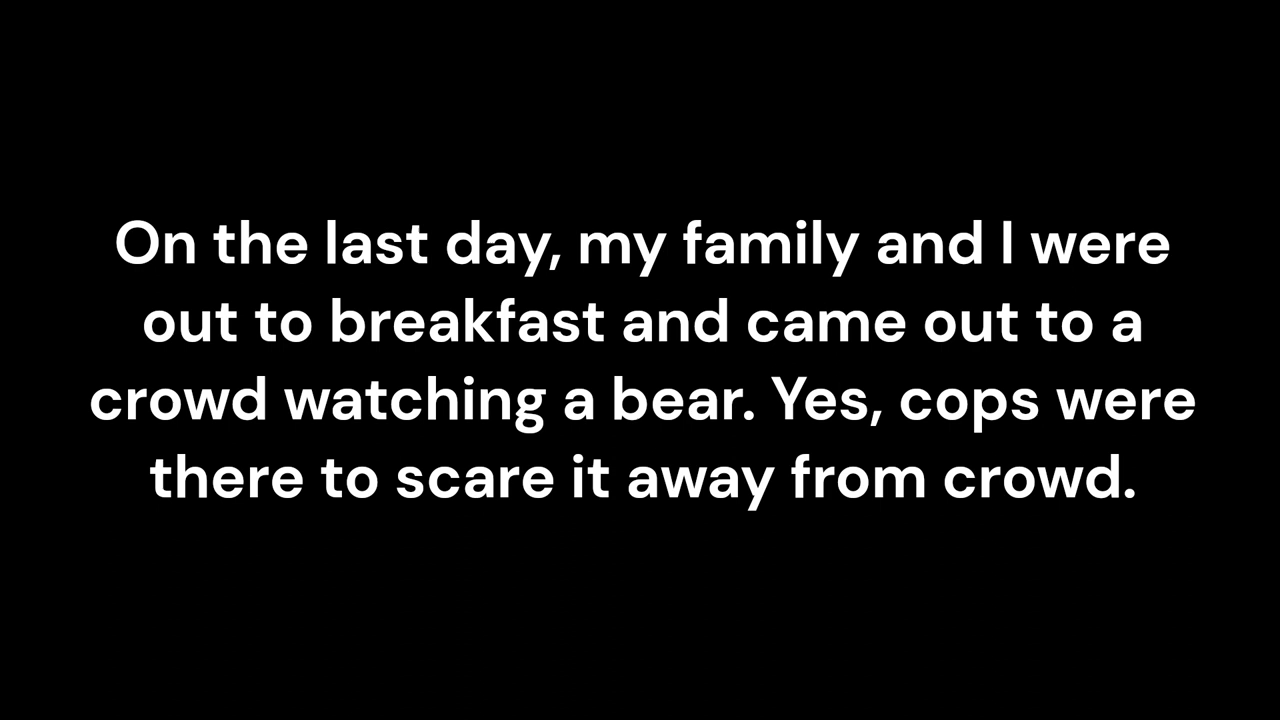 On the last day, my family and I were
out to breakfast and came out to a
crowd watching a bear. Yes, cops were
there to scare it away from crowd.